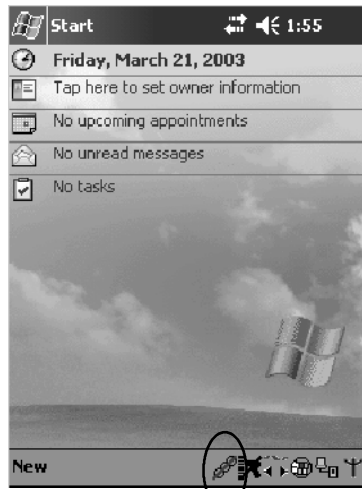 Start 1:55
Friday, March 21, 2003
Tap here to set owner information
No upcoming appointments
No unread messages
No tasks
New